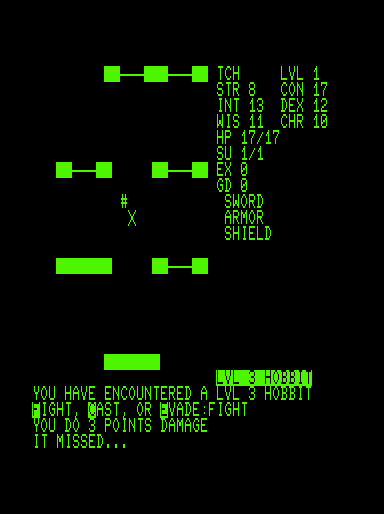 TCH LVL 1
STR 8 CON 17
INT 13 DEX 12
WIS 11 CHR 10
HP 17/17
SU 1/1
EX 0
GD 0
SWORD
#
ARMOR
X
SHIELD
LVL 3 HOBBIT
YOU HAVE ENCOUNTERED A LVL 3 HOBBIT
FIGHT, CAST, OR EVADE:FIGHT
YOU DO 3 POINTS DAMAGE
IT MISSED...